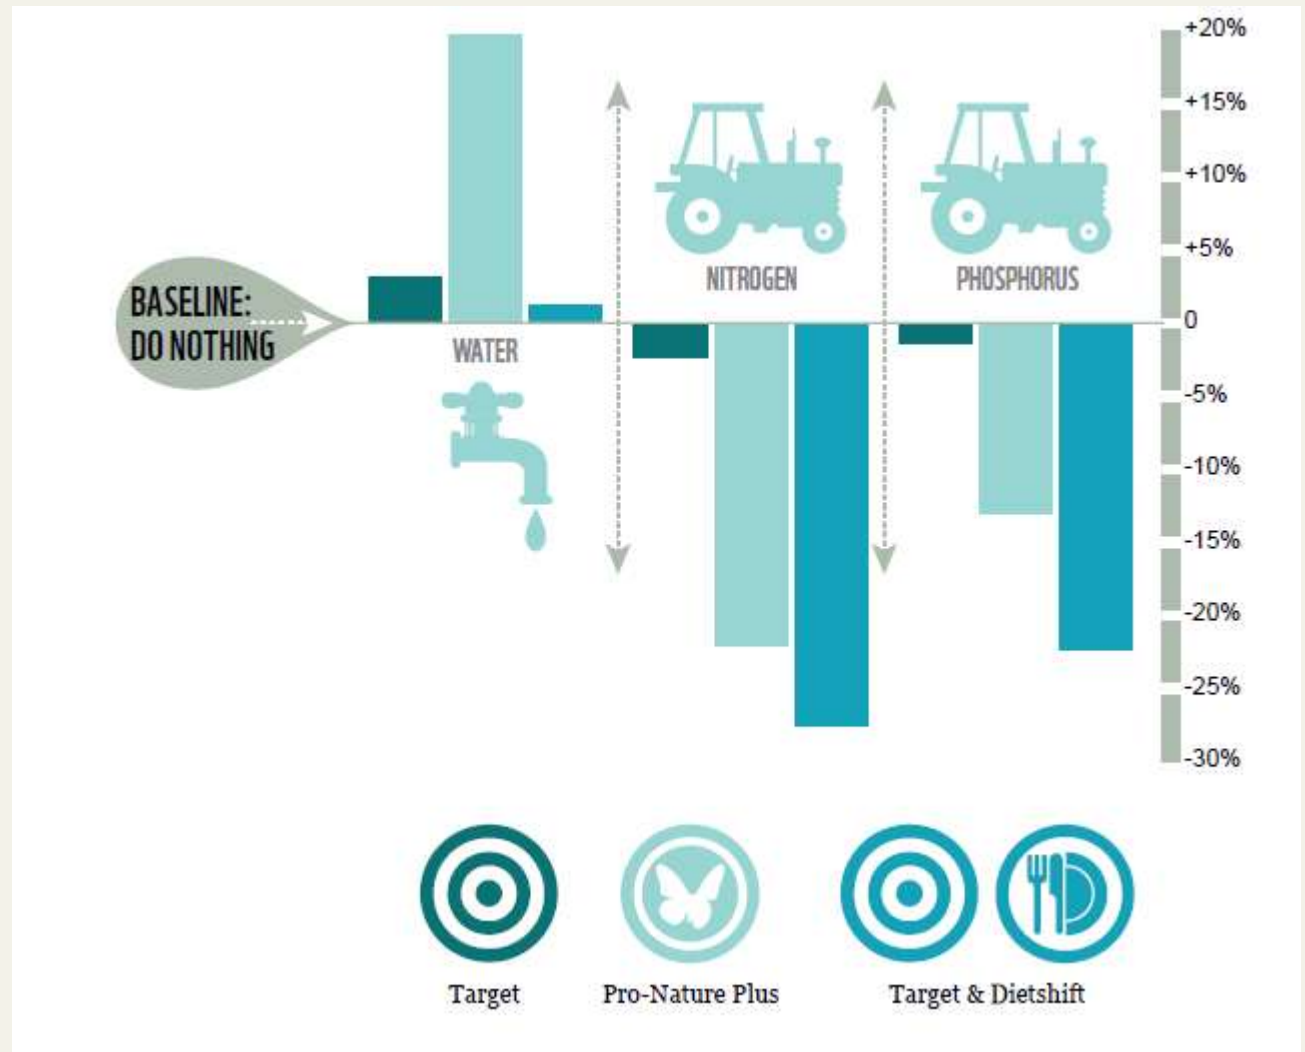 +20%
+15%
+10%
+5%
0
-5%
-10%
-15%
-20%
-25%
-30%
BASELINE:
DO NOTHING
WATER
NITROGEN
PHOSPHORUS
Target
Pro-Nature Plus
Target & Dietshift